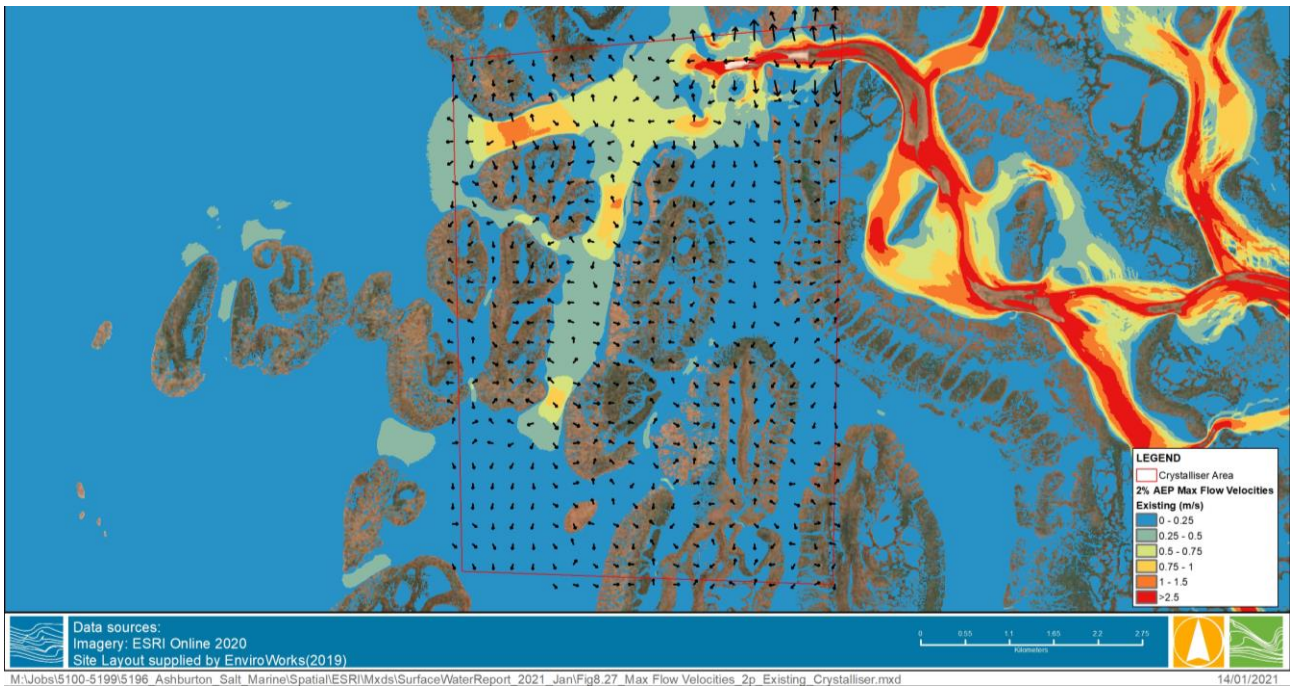 LEGEND
Crystalliser Area
2% AEP Max Flow Velocities
Existing (m/s)
0 - 0.25
0.25 - 0.5
0.5 - 0.75
0.75 - 1
1 - 1.5
>2.5
Data sources:
Imagery: ESRI Online 2020
Site Layout supplied by EnviroWorks(2019)
0 0.55 1.1 1.65 2.2 2.75
Kilometers
M:\Jobs\5100-5199\5196_Ashburton_Salt_Marine\Spatial\ESRI\Mxds\SurfaceWaterReport_2021_Jan\Fig8.27_Max Flow Velocities_2p_Existing_Crystalliser.mxd 14/01/2021